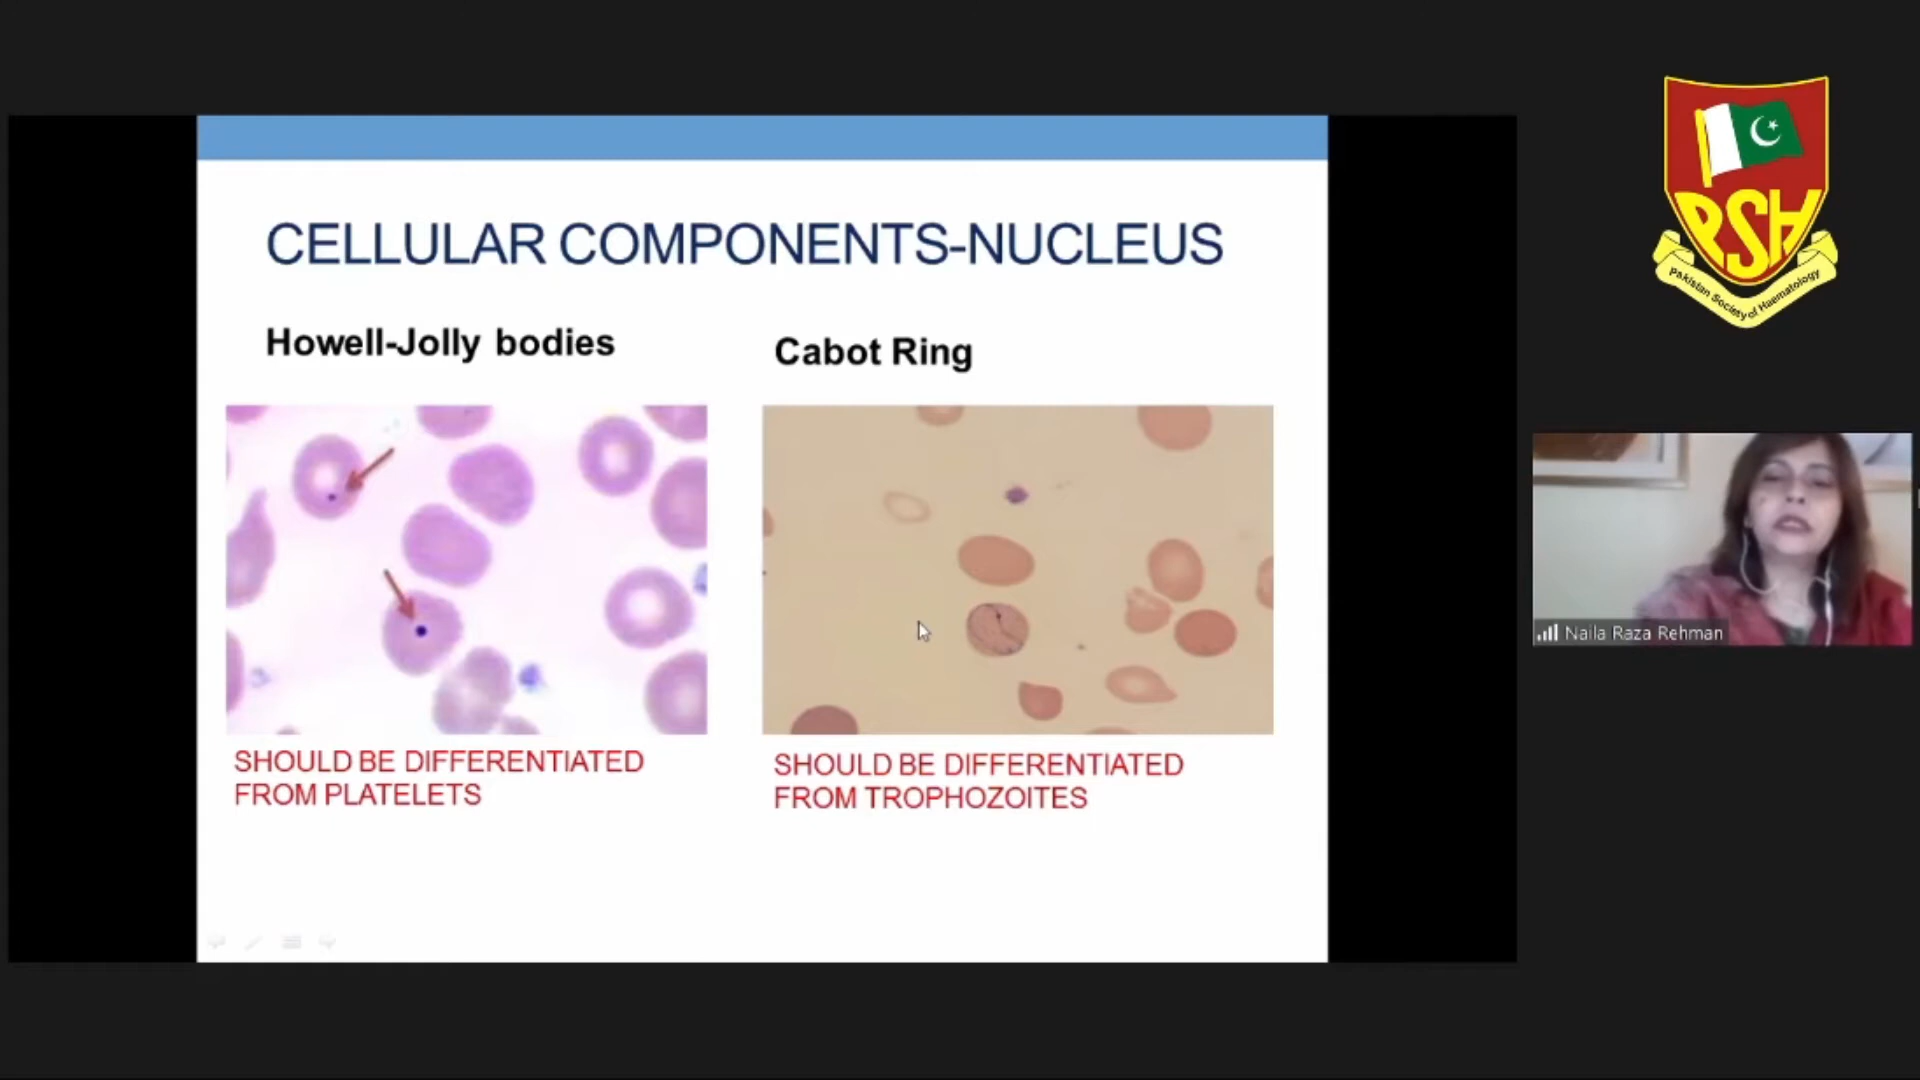 CELLULAR COMPONENTS-NUCLEUS
Howell-Jolly bodies
Cabot Ring
SHOULD BE DIFFERENTIATED
FROM PLATELETS
SHOULD BE DIFFERENTIATED
FROM TROPHOZOITES
PSH
Pakistan Society of Haematology
Naila Raza Rehman